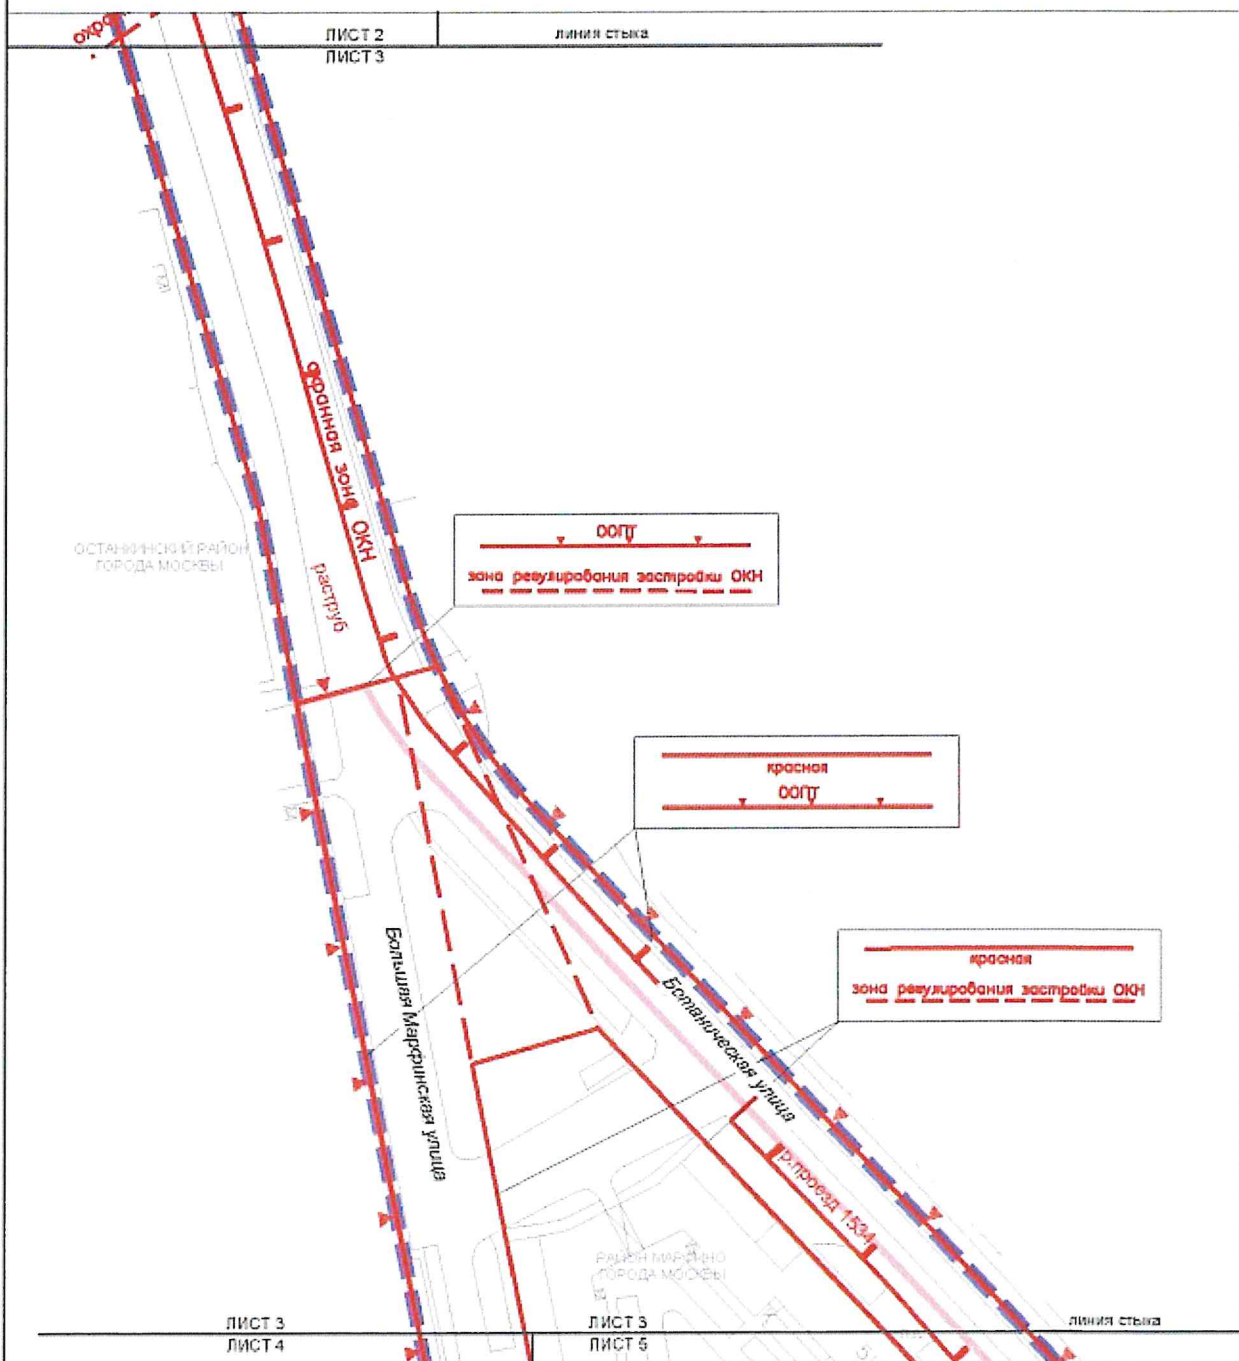 ЛИСТ 2
линия стыка
ЛИСТ 3
охранная зона ОКН
ОСТАНКИНСКИЙ РАЙОН
ГОРОДА МОСКВЫ
раструб
ООПТ
зона регулирования застройки ОКН
красная
ООПТ
красная
зона регулирования застройки ОКН
Большая Марфинская улица
Ботаническая улица
р.проезд 1534
РАЙОН МАРФИНО
ГОРОДА МОСКВЫ
ЛИСТ 3
ЛИСТ 3
линия стыка
ЛИСТ 4
ЛИСТ 5